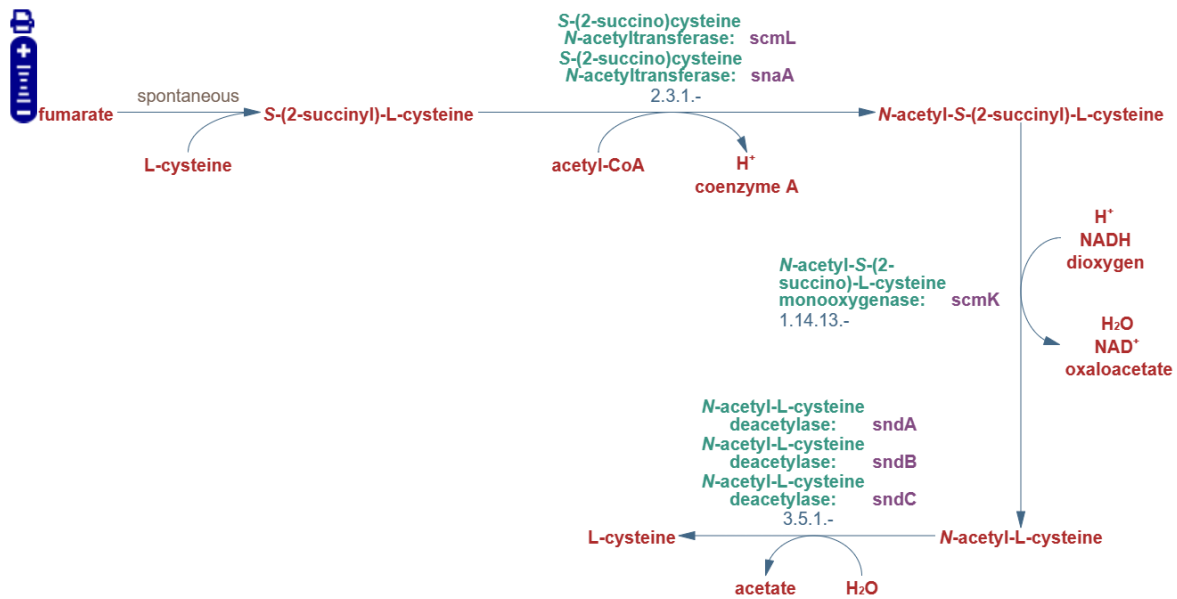 S-(2-succino)cysteine
N-acetyltransferase: scmL
S-(2-succino)cysteine
N-acetyltransferase: snaA
2.3.1.-
fumarate
spontaneous
S-(2-succinyl)-L-cysteine
N-acetyl-S-(2-succinyl)-L-cysteine
L-cysteine
acetyl-CoA
H⁺
coenzyme A
H⁺
NADH
dioxygen
N-acetyl-S-(2-
succino)-L-cysteine
monooxygenase: scmK
1.14.13.-
H₂O
NAD⁺
oxaloacetate
N-acetyl-L-cysteine
deacetylase: sndA
N-acetyl-L-cysteine
deacetylase: sndB
N-acetyl-L-cysteine
deacetylase: sndC
3.5.1.-
L-cysteine
N-acetyl-L-cysteine
acetate
H₂O